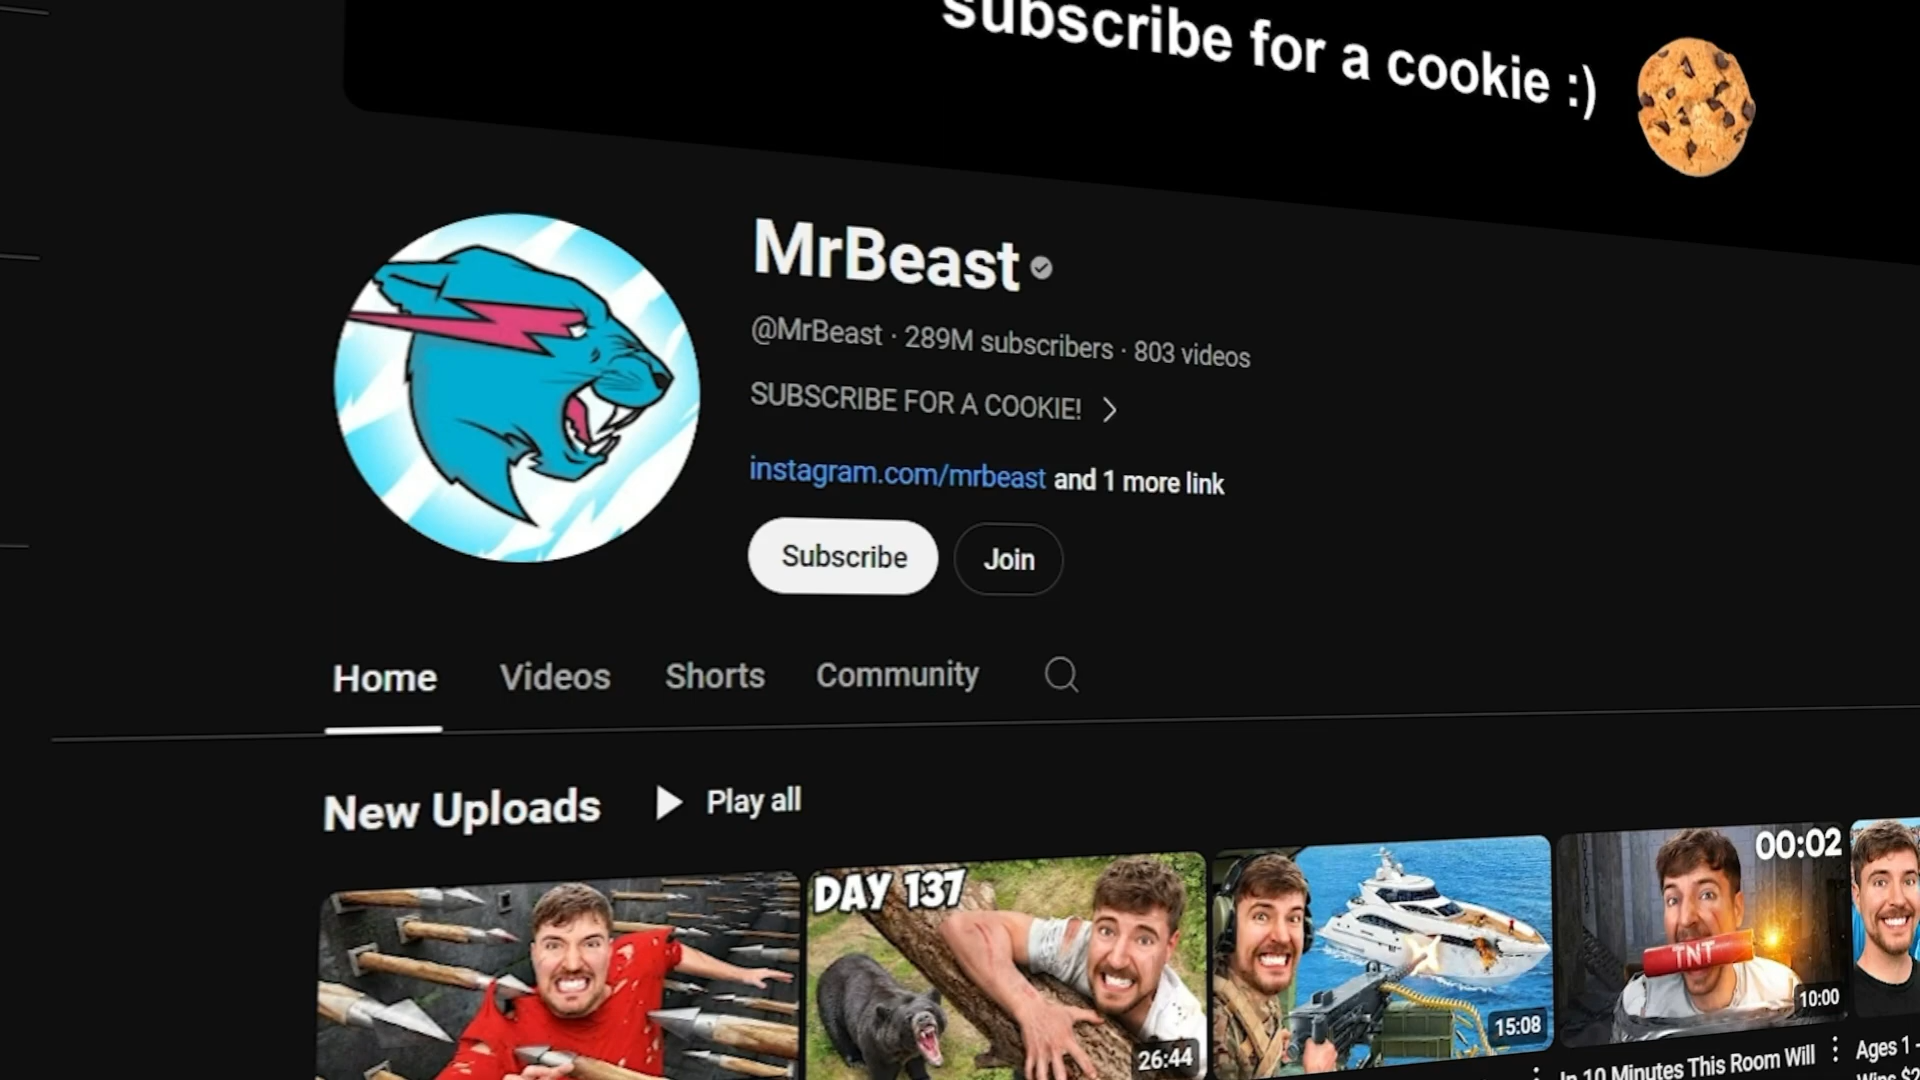 subscribe for a cookie :)
MrBeast
@MrBeast · 289M subscribers · 803 videos
SUBSCRIBE FOR A COOKIE!
instagram.com/mrbeast and 1 more link
Subscribe
Join
Home
Videos
Shorts
Community
New Uploads
Play all
DAY 137
26:44
15:08
00:02
TNT
10:00
In 10 Minutes This Room Will
Ages 1 -
Wins $2